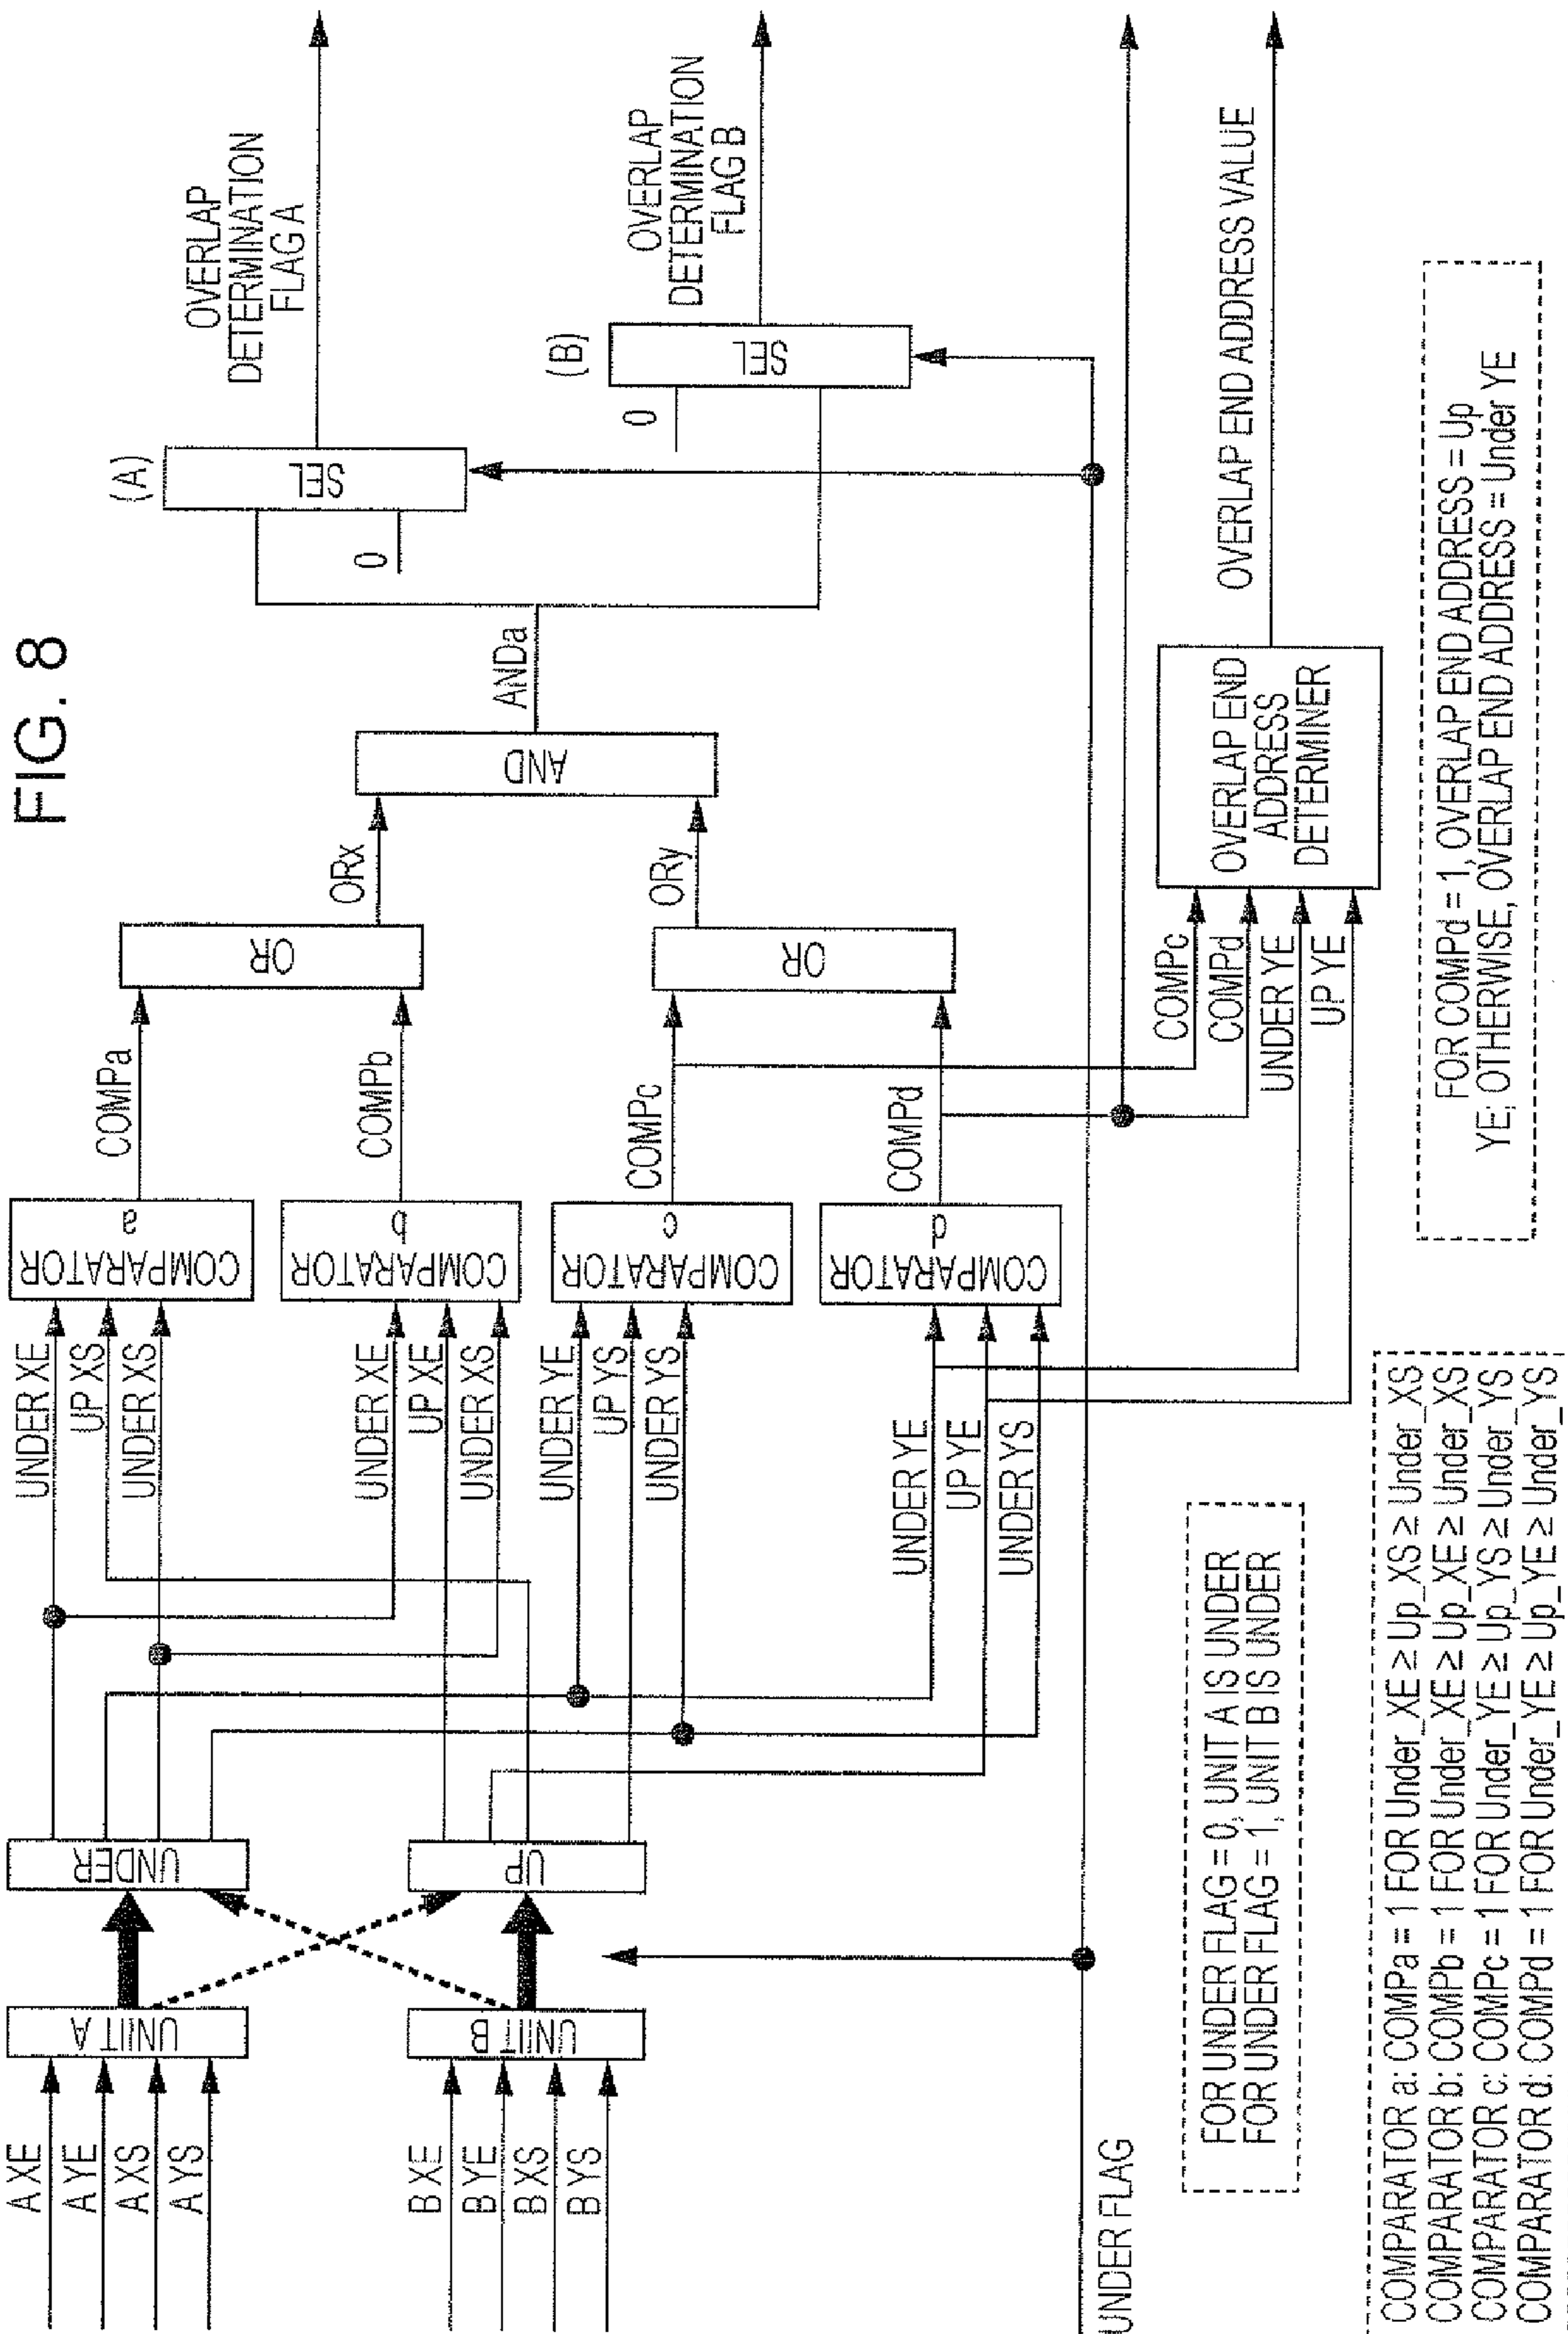 FIG. 8
A XE
A YE
A XS
A YS
B XE
B YE
B XS
B YS
UNIT A
UNIT B
UNDER
UP
UNDER XE
UP XS
UNDER XS
UNDER XE
UP XE
UNDER XS
UNDER YE
UP YS
UNDER YS
UNDER YE
UP YE
UNDER YS
COMPARATOR
a
COMPARATOR
b
COMPARATOR
c
COMPARATOR
d
COMPa
COMPb
COMPc
COMPd
OR
OR
ORx
ORy
AND
ANDa
0
(A)
SEL
0
(B)
SEL
OVERLAP
DETERMINATION
FLAG A
OVERLAP
DETERMINATION
FLAG B
UNDER FLAG
COMPc
COMPd
UNDER YE
UP YE
OVERLAP END
ADDRESS
DETERMINER
OVERLAP END ADDRESS VALUE
FOR UNDER FLAG = 0, UNIT A IS UNDER
FOR UNDER FLAG = 1, UNIT B IS UNDER
COMPARATOR a: COMPa = 1 FOR Under_XE ≥ Up_XS ≥ Under_XS
COMPARATOR b: COMPb = 1 FOR Under_XE ≥ Up_XE ≥ Under_XS
COMPARATOR c: COMPc = 1 FOR Under_YE ≥ Up_YS ≥ Under_YS
COMPARATOR d: COMPd = 1 FOR Under_YE ≥ Up_YE ≥ Under_YS
FOR COMPd = 1, OVERLAP END ADDRESS = Up
YE; OTHERWISE, OVERLAP END ADDRESS = Under YE